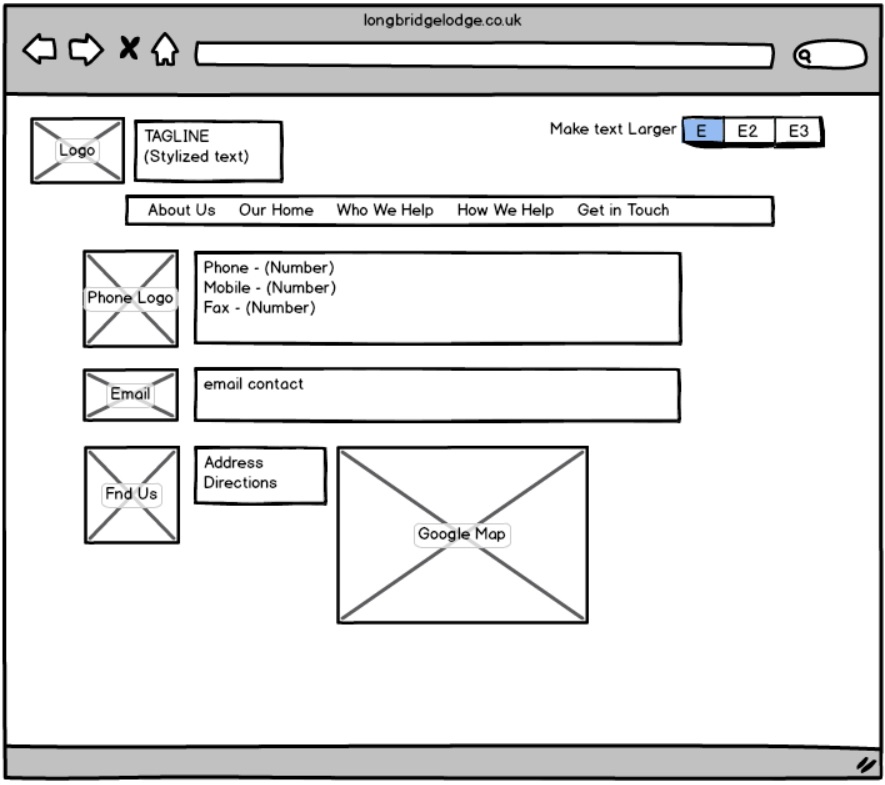 longbridgelodge.co.uk
Logo
TAGLINE
(Stylized text)
Make text Larger E E2 E3
About Us Our Home Who We Help How We Help Get in Touch
Phone Logo
Phone - (Number)
Mobile - (Number)
Fax - (Number)
Email
email contact
Fnd Us
Address
Directions
Google Map